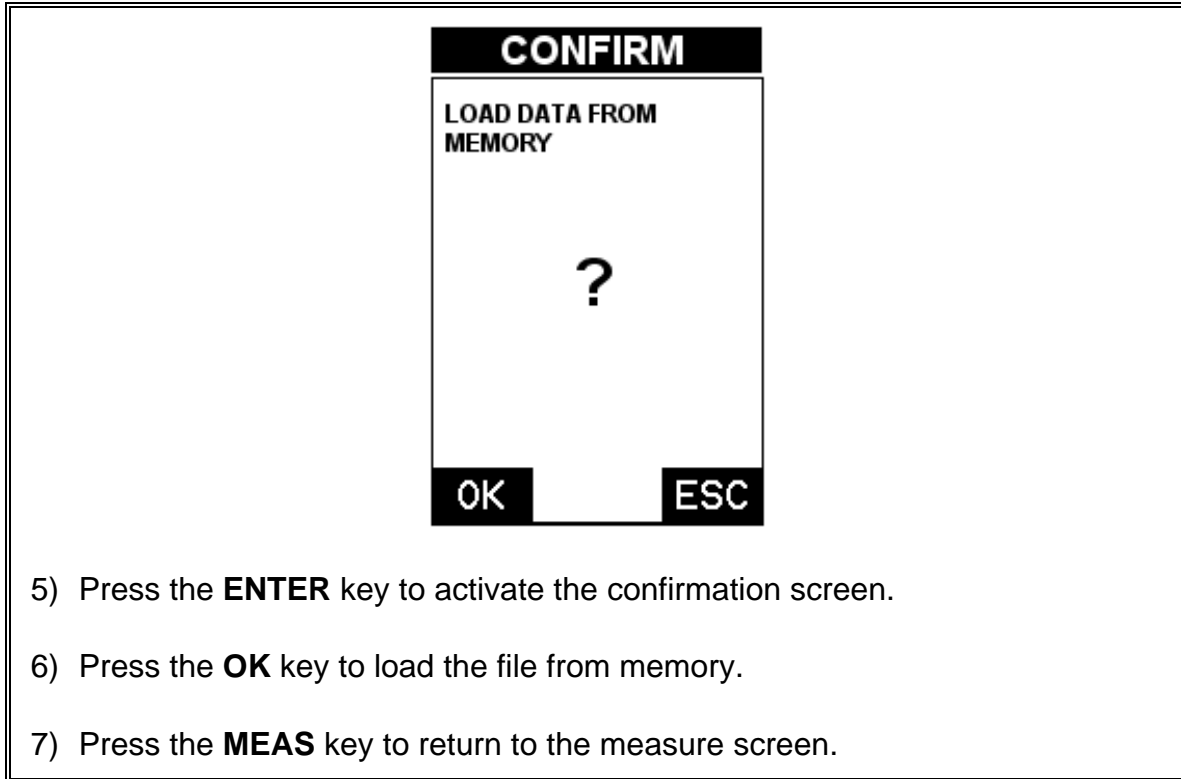 CONFIRM
LOAD DATA FROM
MEMORY
?
OK ESC
5) Press the ENTER key to activate the confirmation screen.
6) Press the OK key to load the file from memory.
7) Press the MEAS key to return to the measure screen.